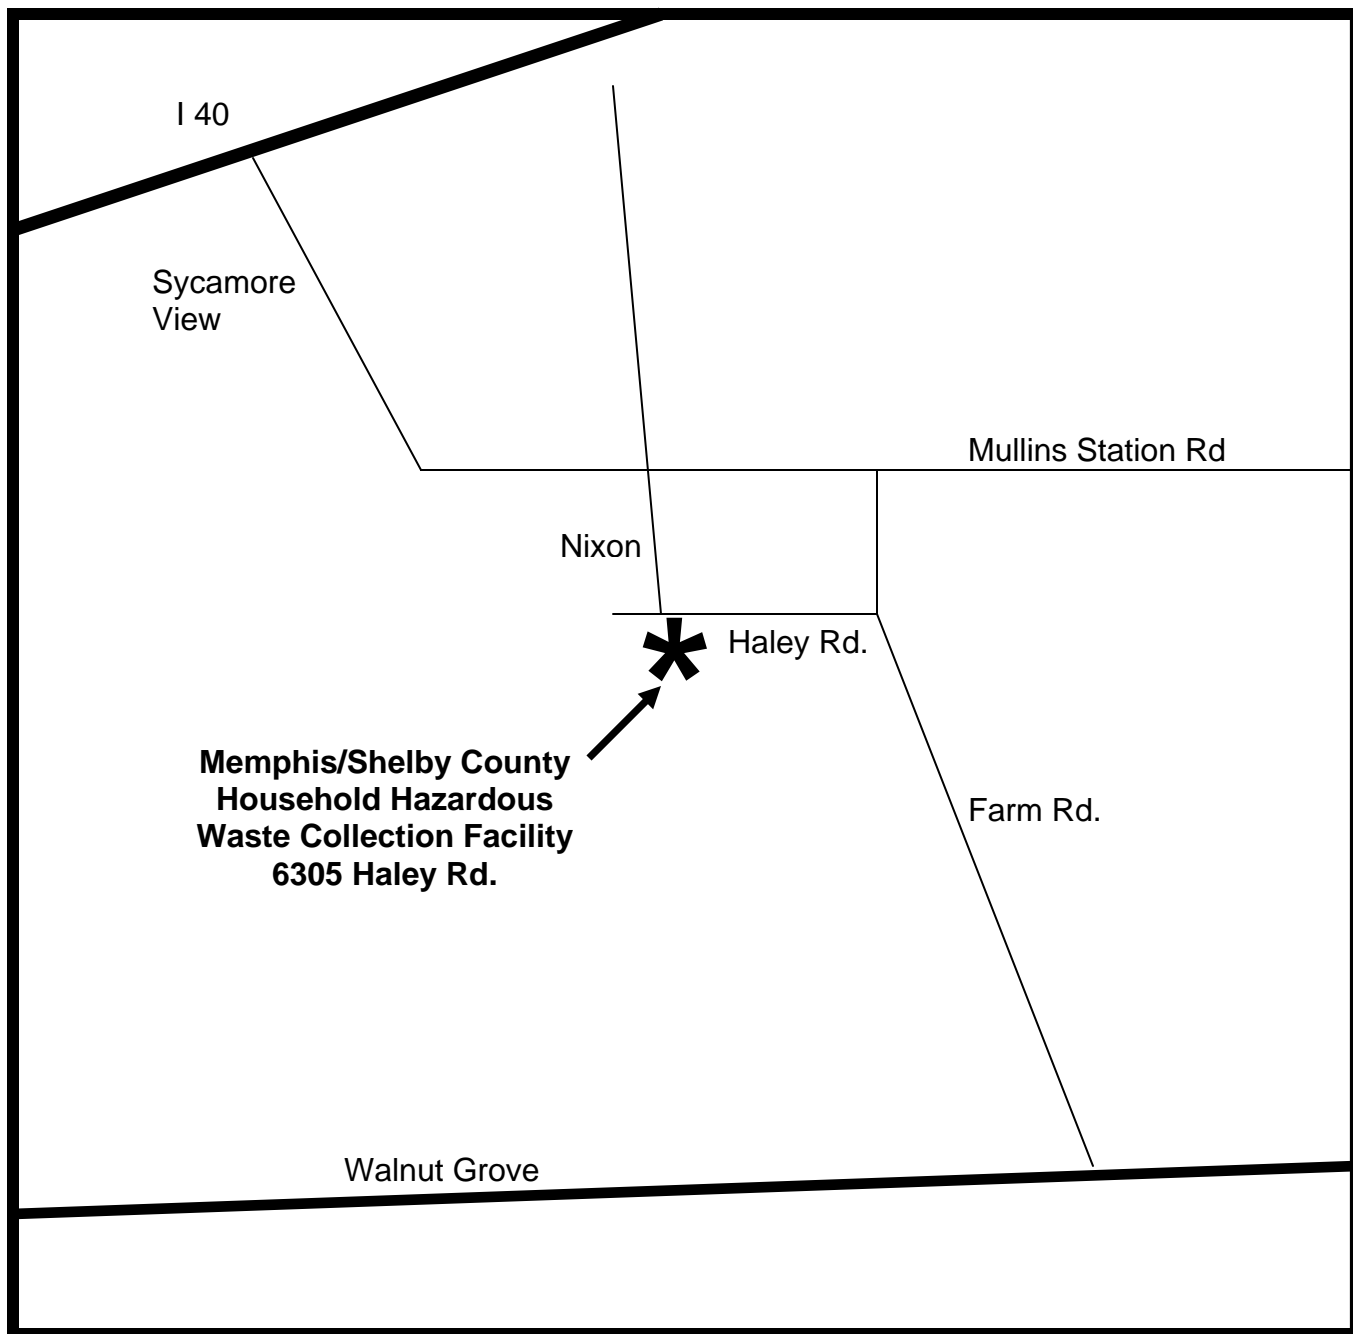 I 40
Sycamore
View
Mullins Station Rd
Nixon
Haley Rd.
Memphis/Shelby County
Household Hazardous
Waste Collection Facility
6305 Haley Rd.
Farm Rd.
Walnut Grove